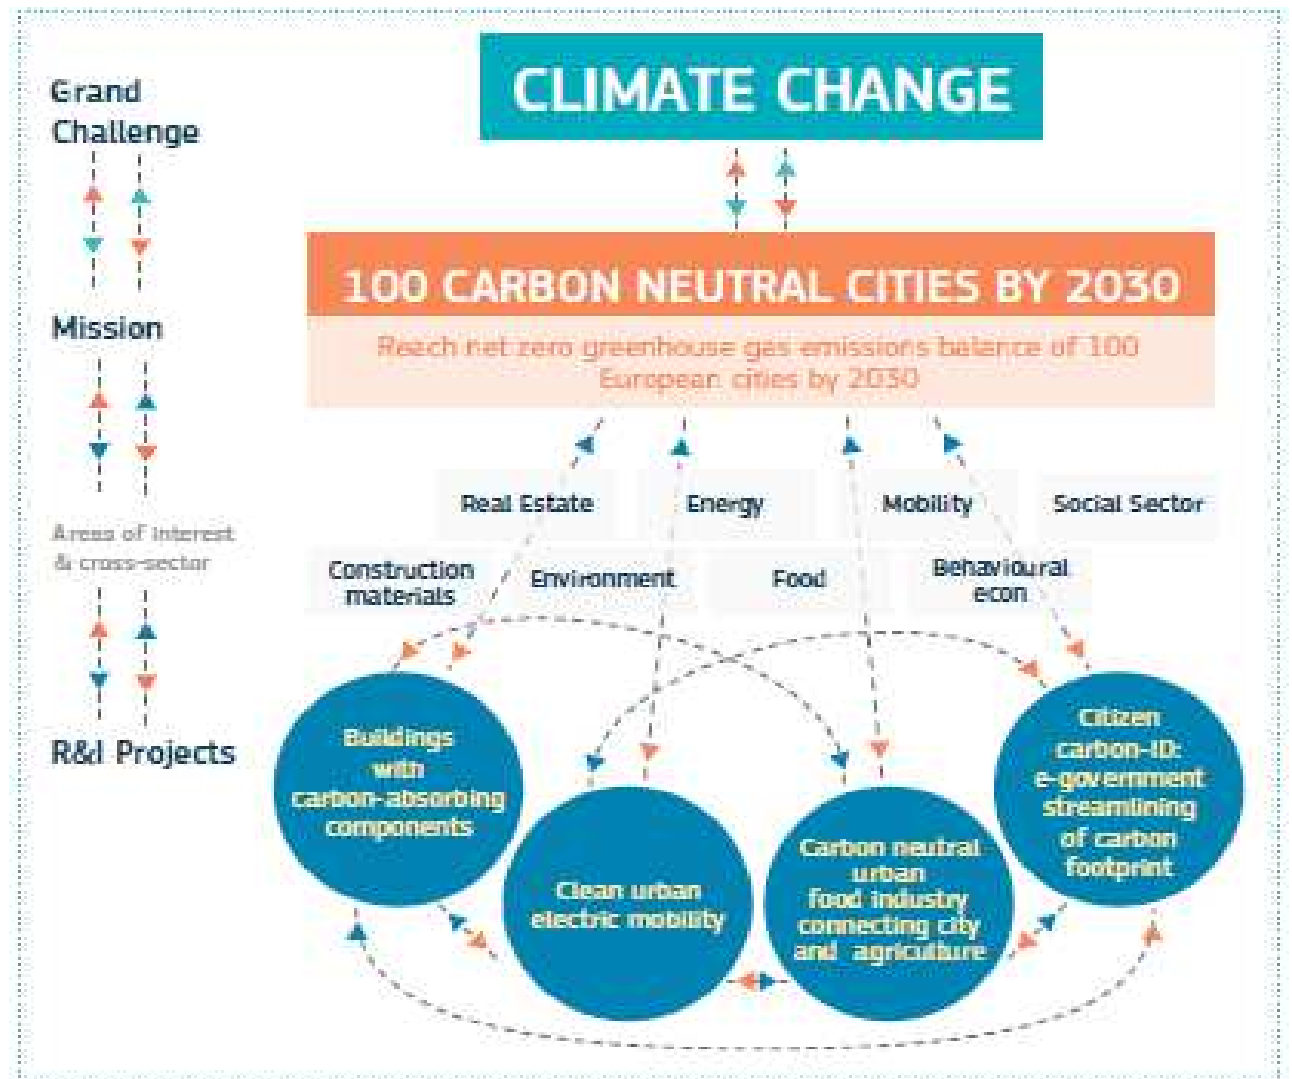 Grand
Challenge
Mission
Areas of interest
& cross-sector
R&I Projects
CLIMATE CHANGE
100 CARBON NEUTRAL CITIES BY 2030
Reach net zero greenhouse gas emissions balance of 100
European cities by 2030
Real Estate
Energy
Mobility
Social Sector
Construction
materials
Environment
Food
Behavioural
econ
Buildings
with
carbon-absorbing
components
Clean urban
electric mobility
Carbon neutral
urban
food industry
connecting city
and agriculture
Citizen
carbon-ID:
e-government
streamlining
of carbon
footprint